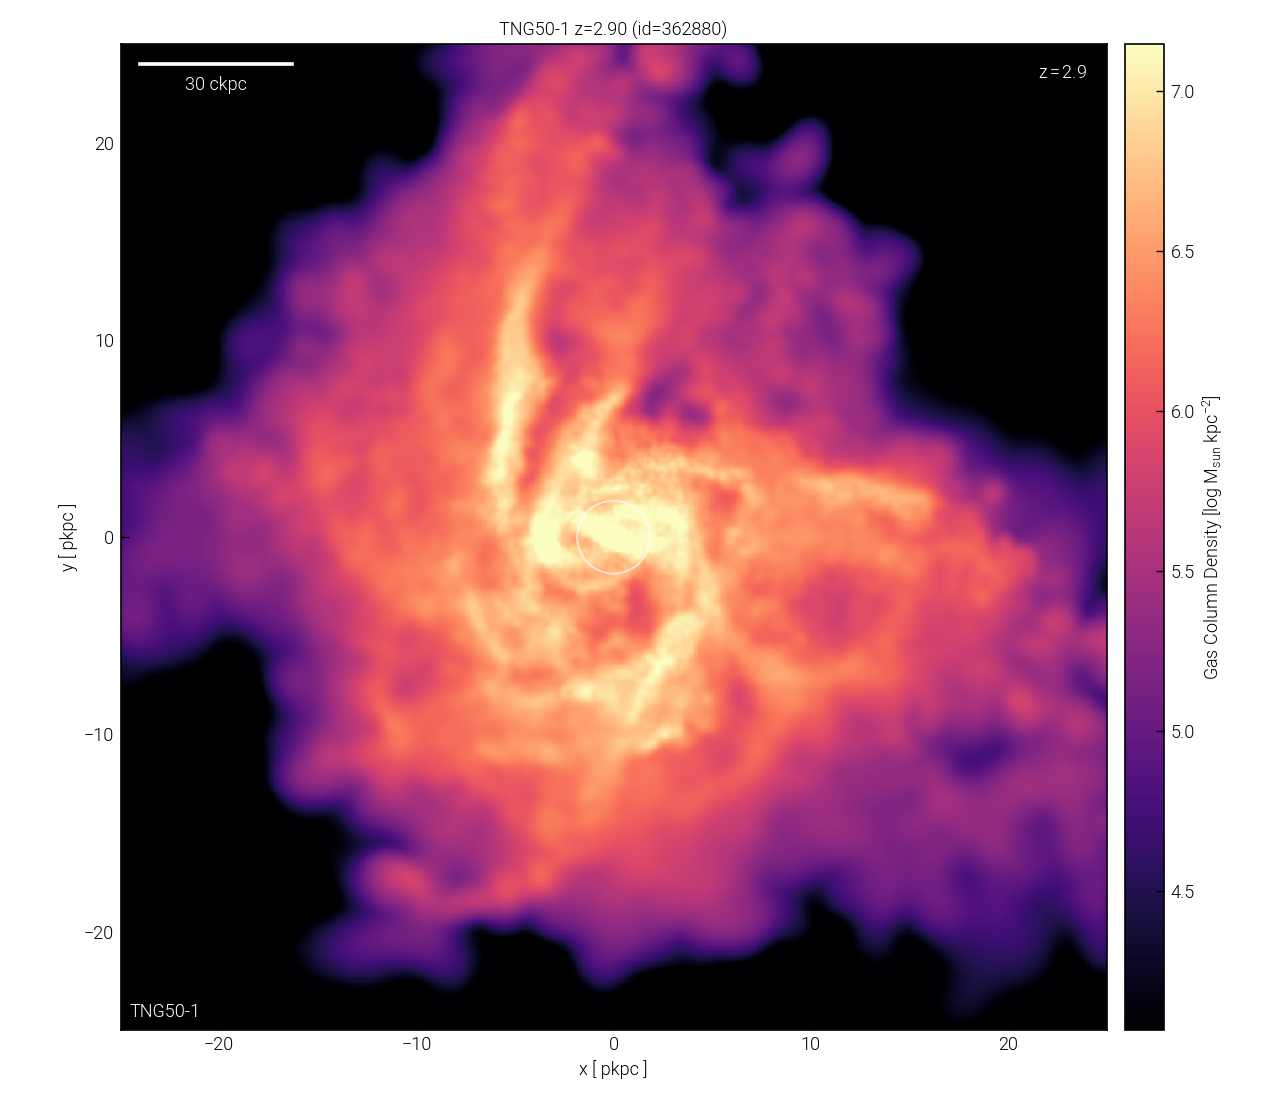 TNG50-1 z=2.90 (id=362880)
30 ckpc
z=2.9
TNG50-1
20
10
0
−10
−20
y [ pkpc ]
−20
−10
0
10
20
x [ pkpc ]
7.0
6.5
6.0
5.5
5.0
4.5
Gas Column Density [log M_sun kpc⁻²]